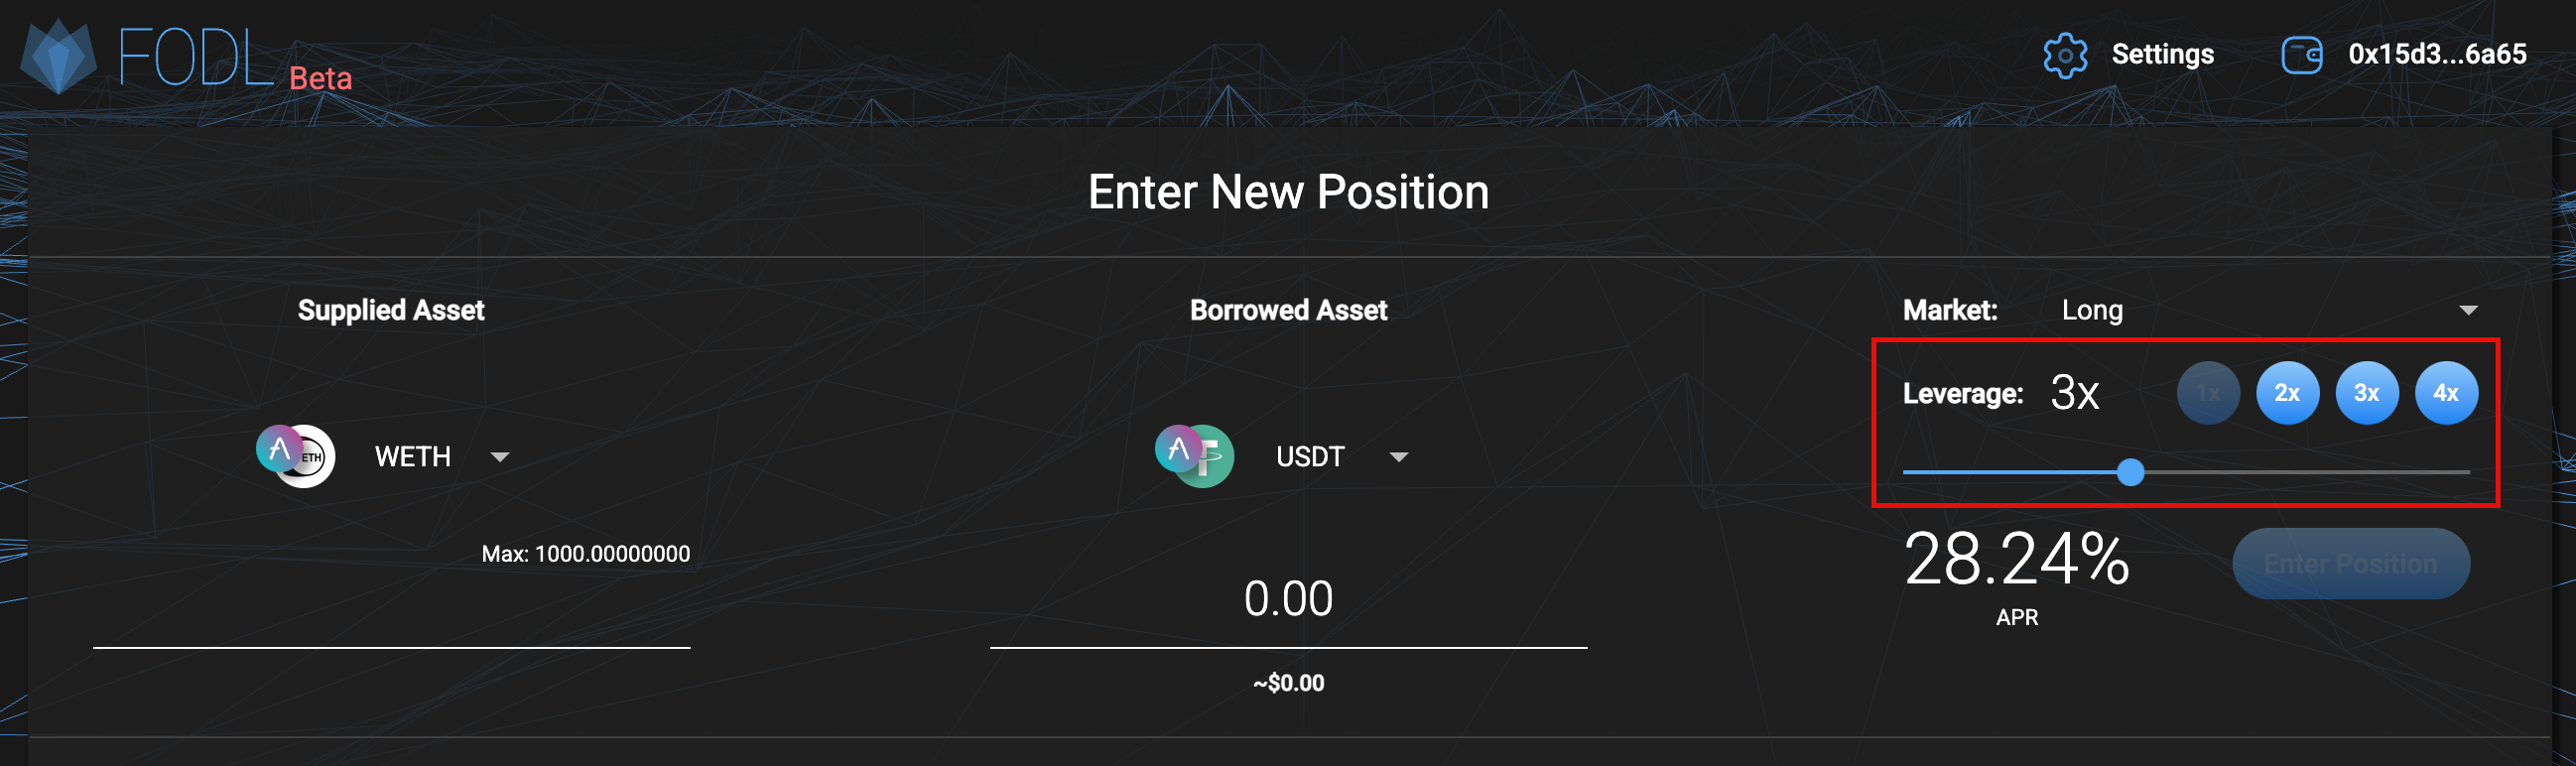 FODL Beta
Settings
0x15d3...6a65
Enter New Position
Supplied Asset
Borrowed Asset
Market: Long
Leverage: 3x
1x 2x 3x 4x
ETH
WETH
USDT
Max: 1000.00000000
0.00
~$0.00
28.24%
APR
Enter Position